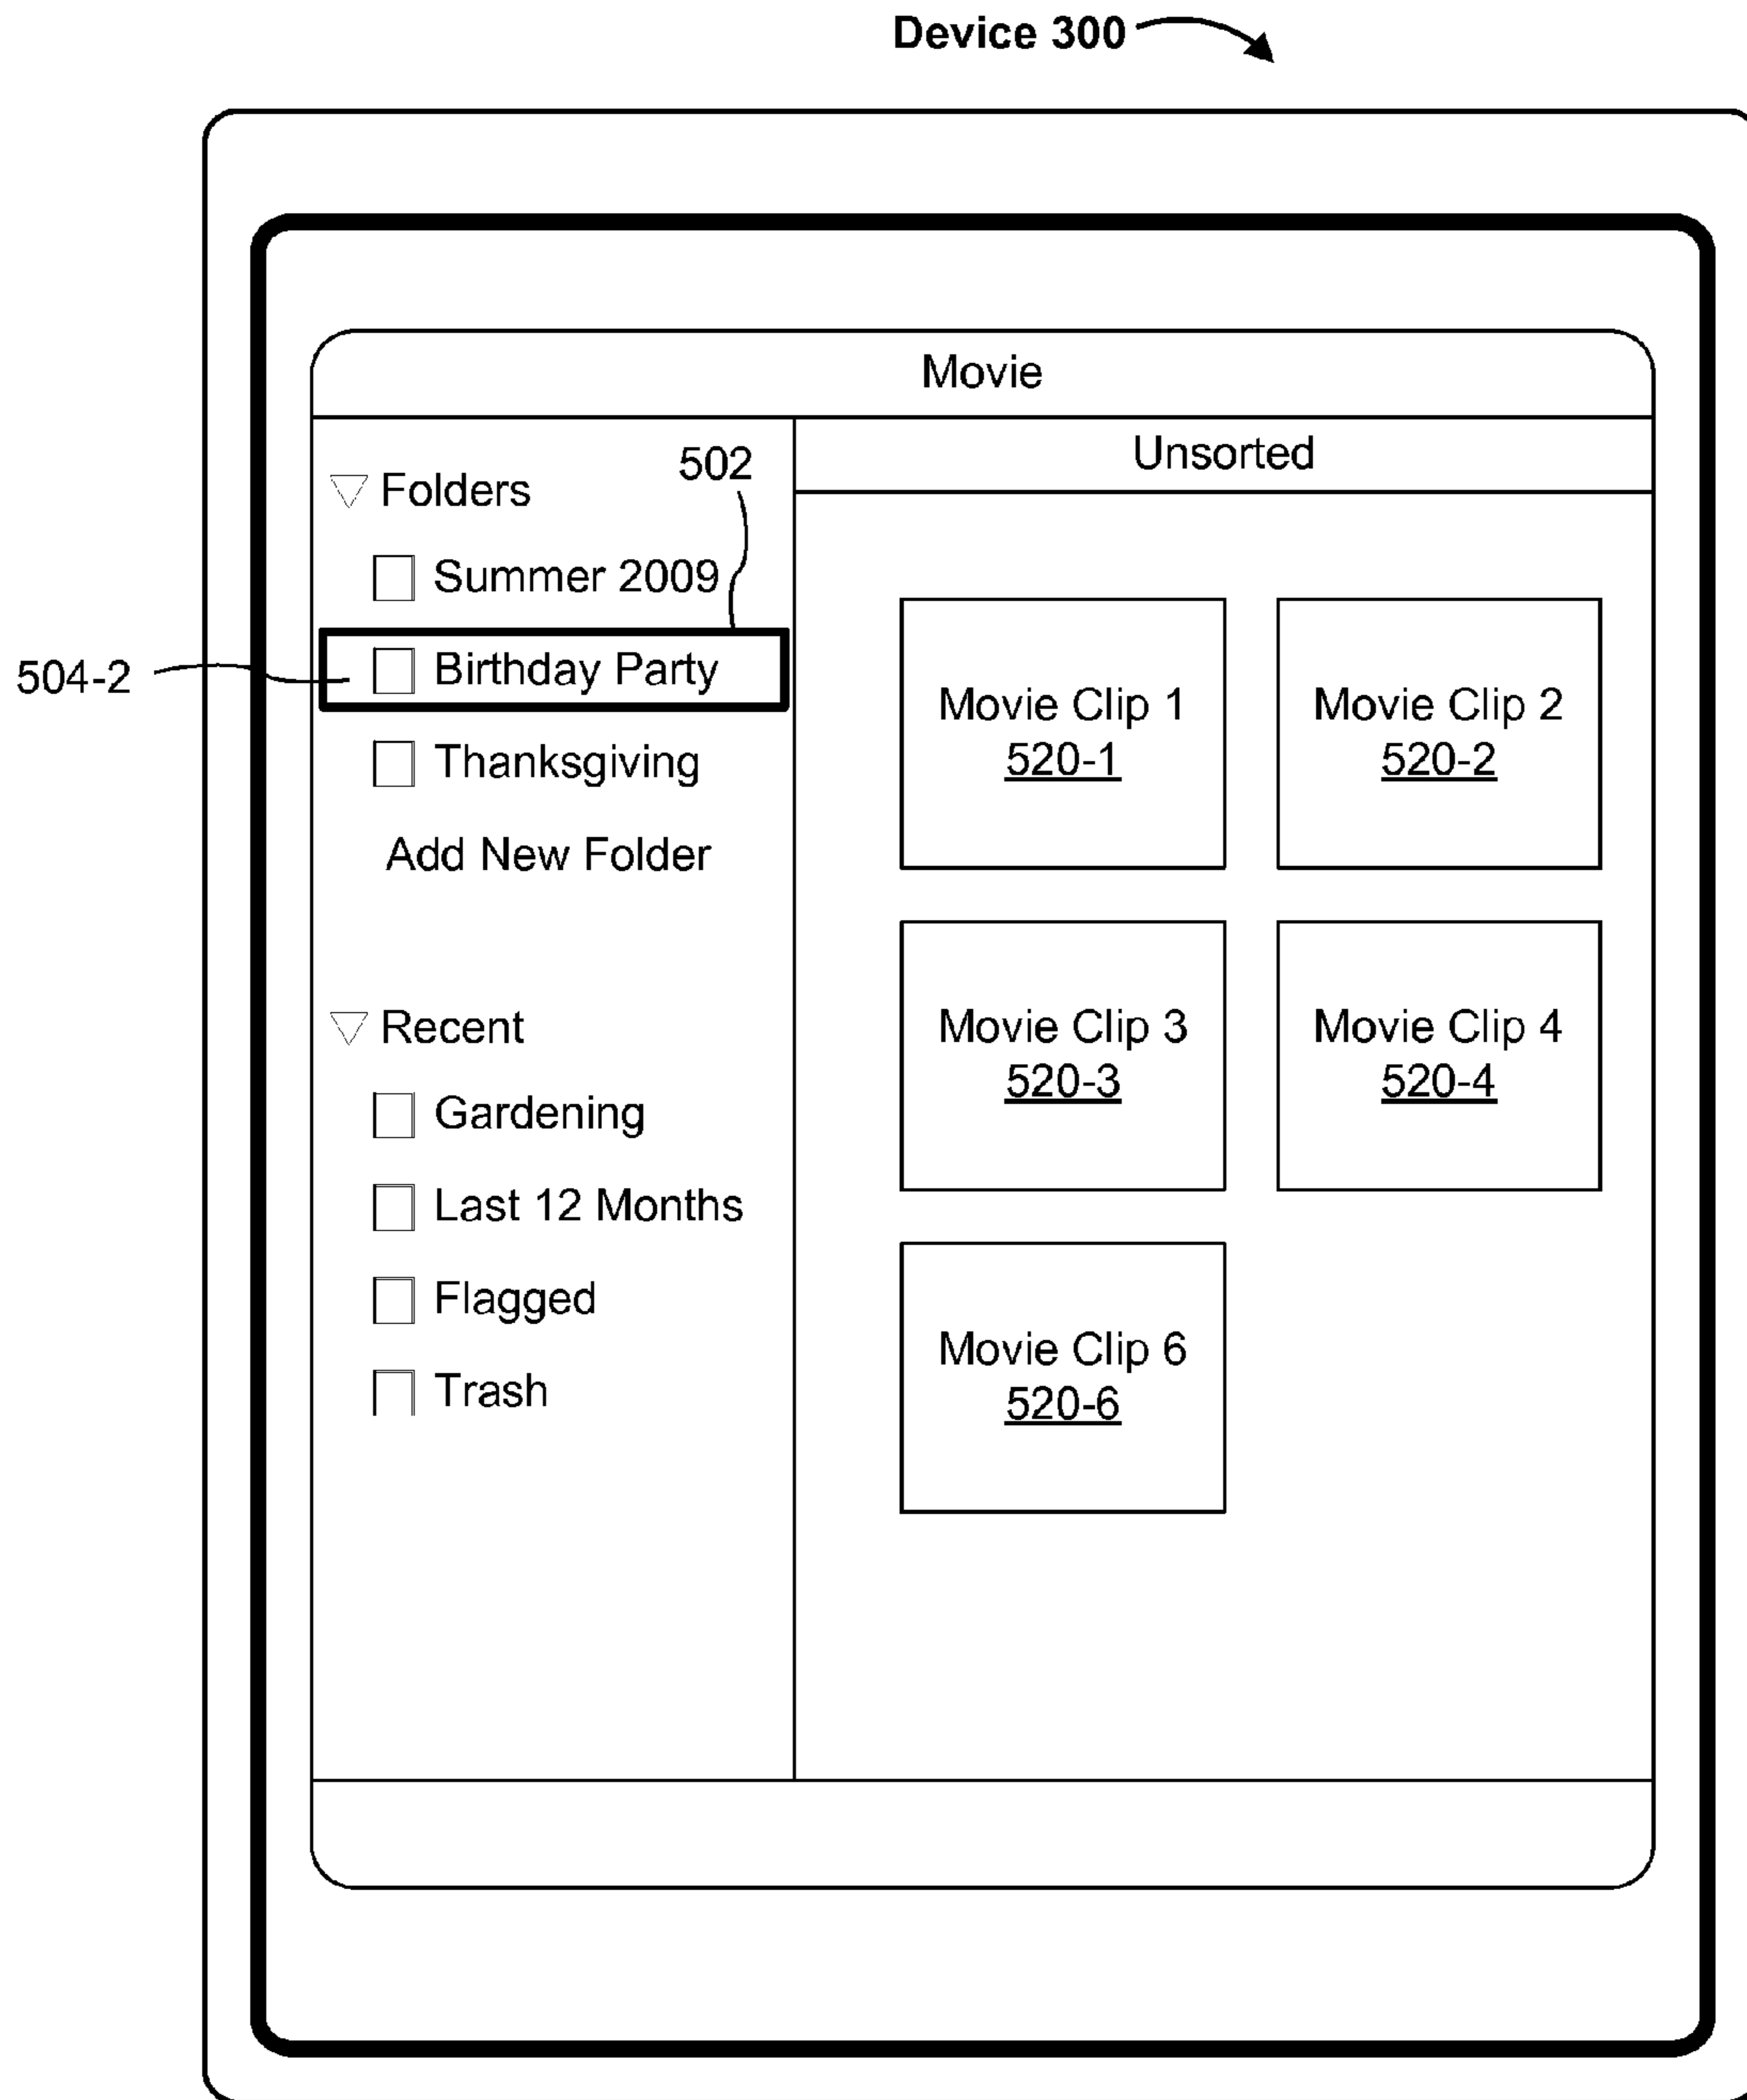 Device 300
Movie
502
Folders
Summer 2009
504-2
Birthday Party
Thanksgiving
Add New Folder
Recent
Gardening
Last 12 Months
Flagged
Trash
Unsorted
Movie Clip 1
520-1
Movie Clip 2
520-2
Movie Clip 3
520-3
Movie Clip 4
520-4
Movie Clip 6
520-6